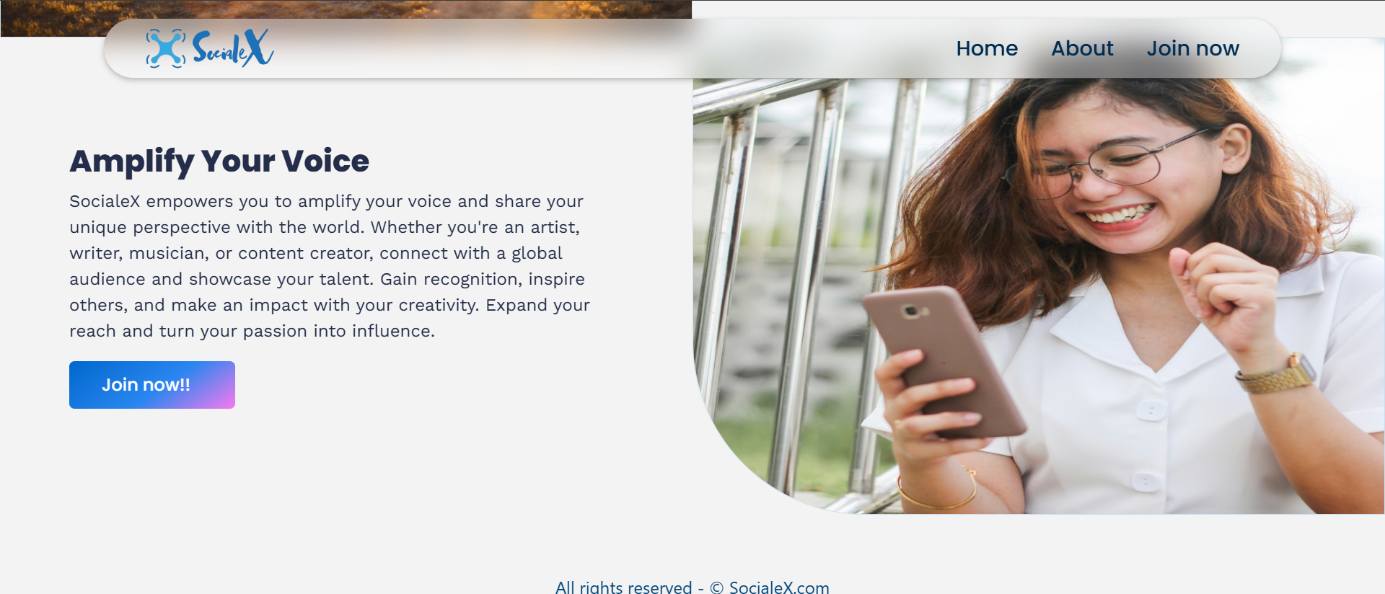 SocialeX
Home About Join now
Amplify Your Voice
SocialeX empowers you to amplify your voice and share your
unique perspective with the world. Whether you're an artist,
writer, musician, or content creator, connect with a global
audience and showcase your talent. Gain recognition, inspire
others, and make an impact with your creativity. Expand your
reach and turn your passion into influence.
Join now!!
All rights reserved - © SocialeX.com